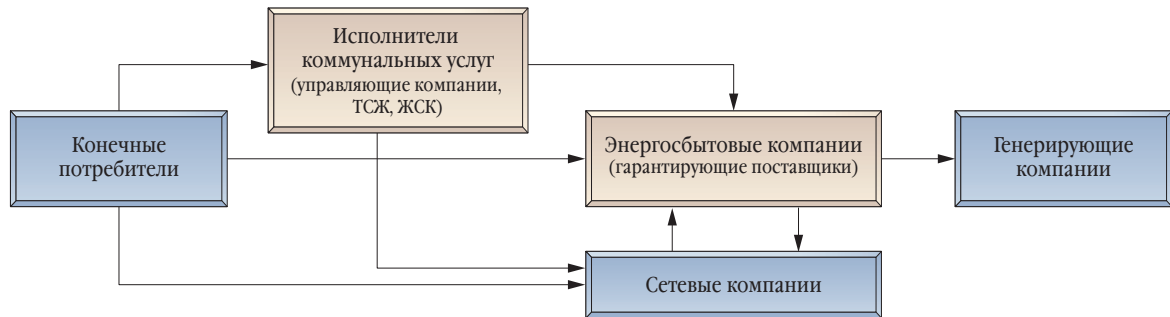 Исполнители
коммунальных услуг
(управляющие компании,
ТСЖ, ЖСК)
Конечные
потребители
Энергосбытовые компании
(гарантирующие поставщики)
Генерирующие
компании
Сетевые компании